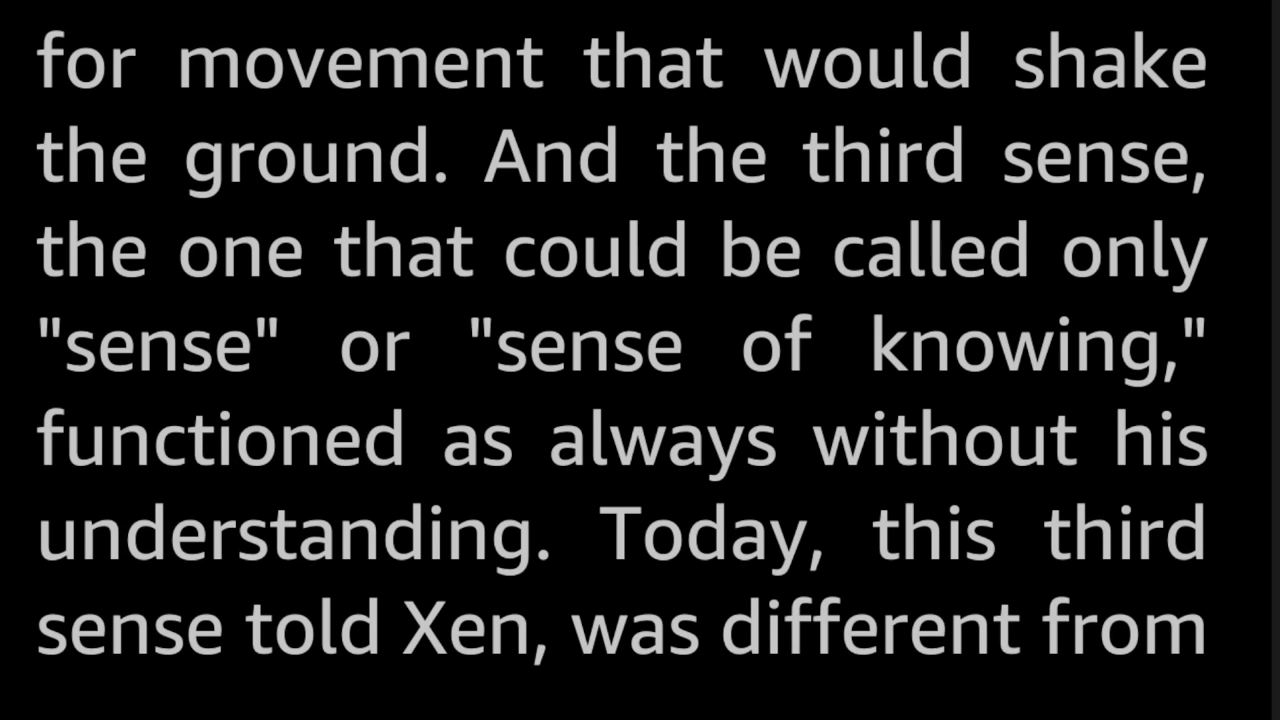 for movement that would shake
the ground. And the third sense,
the one that could be called only
"sense" or "sense of knowing,"
functioned as always without his
understanding. Today, this third
sense told Xen, was different from